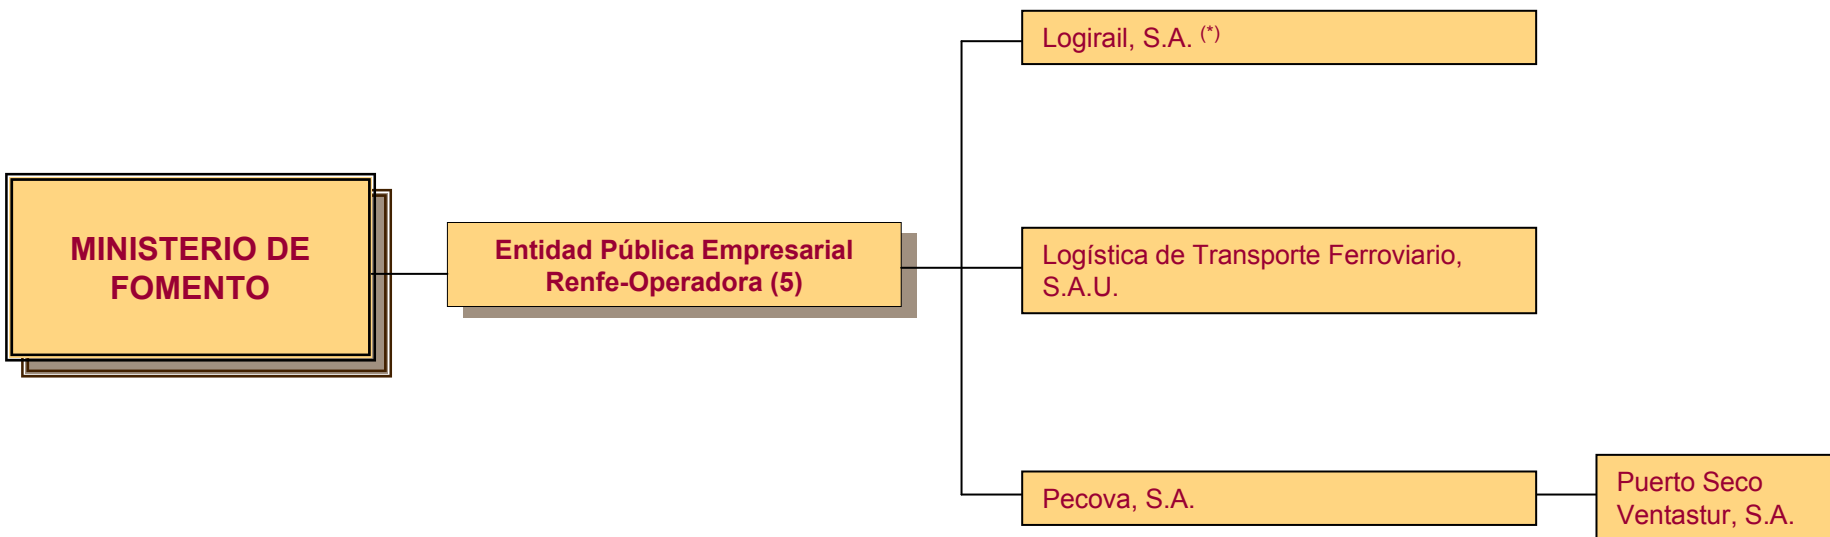 Logirail, S.A. (*)
MINISTERIO DE
FOMENTO
Entidad Pública Empresarial
Renfe-Operadora (5)
Logística de Transporte Ferroviario,
S.A.U.
Pecova, S.A.
Puerto Seco
Ventastur, S.A.